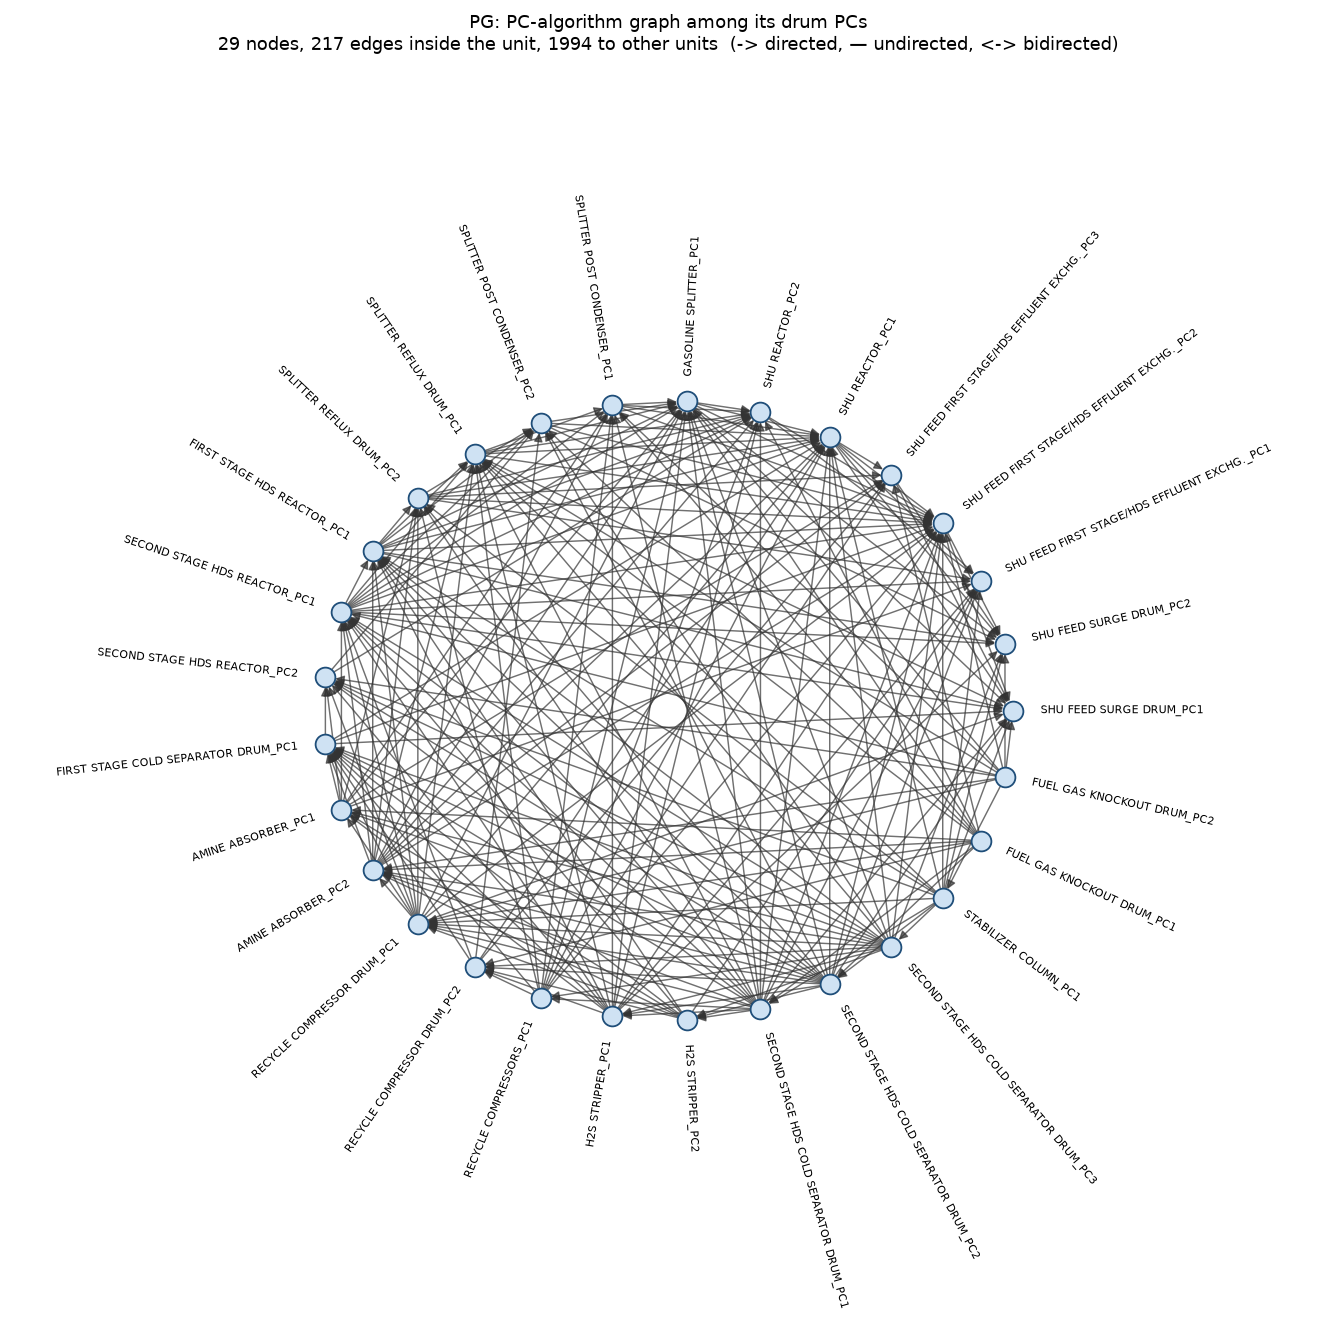 PG: PC-algorithm graph among its drum PCs
29 nodes, 217 edges inside the unit, 1994 to other units  (-> directed, — undirected, <-> bidirected)
GASOLINE SPLITTER_PC1
SHU REACTOR_PC2
SHU REACTOR_PC1
SHU FEED FIRST STAGE/HDS EFFLUENT EXCHG._PC3
SHU FEED FIRST STAGE/HDS EFFLUENT EXCHG._PC2
SHU FEED FIRST STAGE/HDS EFFLUENT EXCHG._PC1
SHU FEED SURGE DRUM_PC2
SHU FEED SURGE DRUM_PC1
FUEL GAS KNOCKOUT DRUM_PC2
FUEL GAS KNOCKOUT DRUM_PC1
STABILIZER COLUMN_PC1
SECOND STAGE HDS COLD SEPARATOR DRUM_PC3
SECOND STAGE HDS COLD SEPARATOR DRUM_PC2
SECOND STAGE HDS COLD SEPARATOR DRUM_PC1
H2S STRIPPER_PC2
H2S STRIPPER_PC1
RECYCLE COMPRESSORS_PC1
RECYCLE COMPRESSOR DRUM_PC2
RECYCLE COMPRESSOR DRUM_PC1
AMINE ABSORBER_PC2
AMINE ABSORBER_PC1
FIRST STAGE COLD SEPARATOR DRUM_PC1
SECOND STAGE HDS REACTOR_PC2
SECOND STAGE HDS REACTOR_PC1
FIRST STAGE HDS REACTOR_PC1
SPLITTER REFLUX DRUM_PC2
SPLITTER REFLUX DRUM_PC1
SPLITTER POST CONDENSER_PC2
SPLITTER POST CONDENSER_PC1